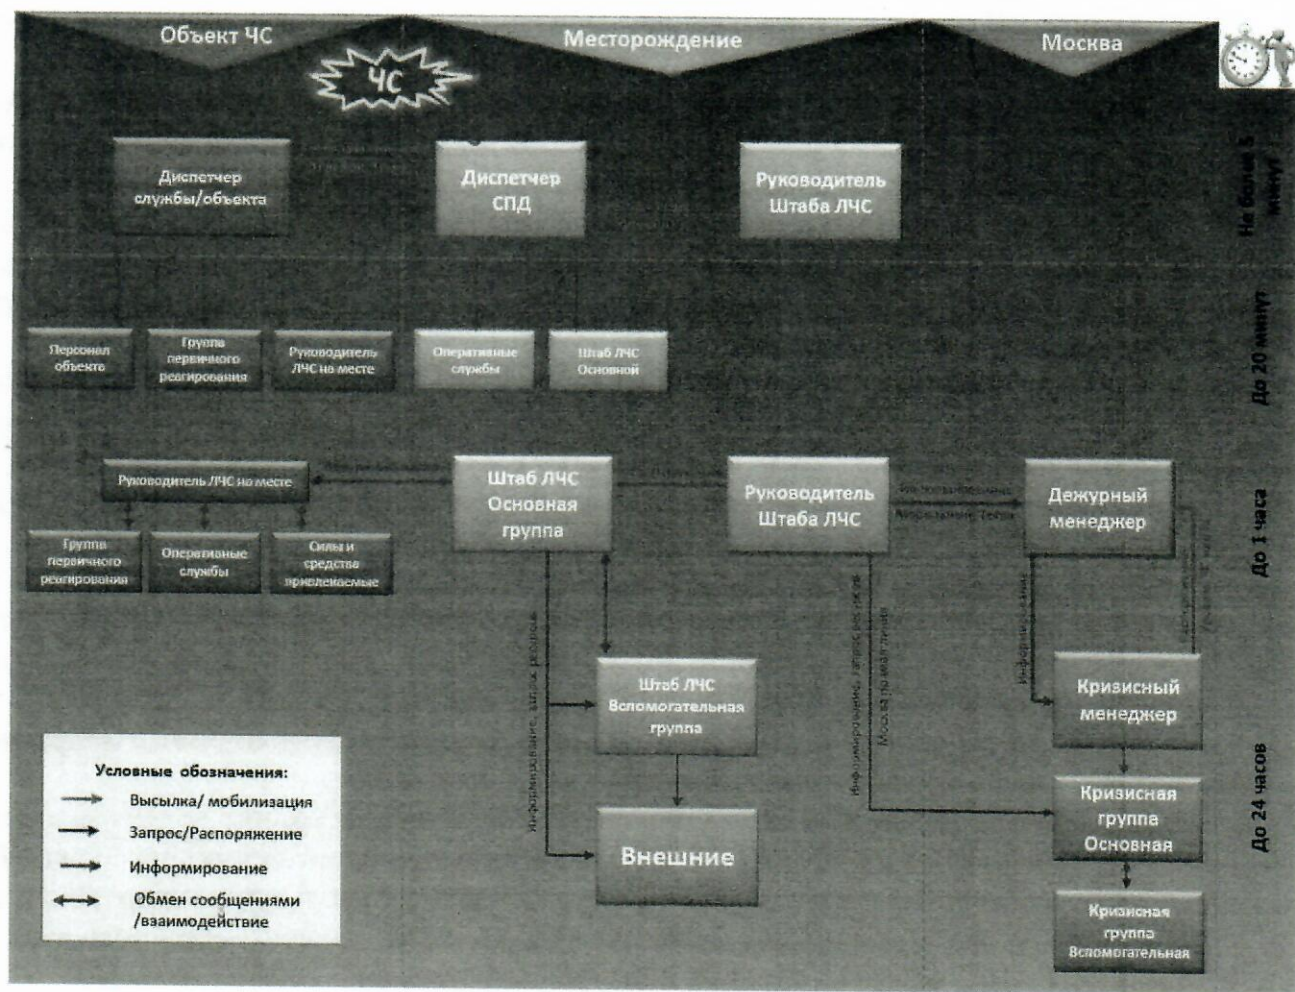 Объект ЧС
Месторождение
Москва
ЧС
Диспетчер
службы/объекта
Диспетчер
СПД
Руководитель
Штаба ЛЧС
Не более 5
минут
Персонал
объекта
Группа
первичного
реагирования
Руководитель
ЛЧС на месте
Оперативные
службы
Штаб ЛЧС
Основной
До 20 минут
Руководитель ЛЧС на месте
Штаб ЛЧС
Основная
группа
Руководитель
Штаба ЛЧС
Дежурный
менеджер
До 1 часа
Группа
первичного
реагирования
Оперативные
службы
Силы и
средства
привлекаемые
Информирование, запрос ресурсов
Информирование, запрос ресурсов
Информирование
Штаб ЛЧС
Вспомогательная
группа
Кризисный
менеджер
Внешние
Кризисная
группа
Основная
Кризисная
группа
Вспомогательная
До 24 часов
Условные обозначения:
Высылка/ мобилизация
Запрос/Распоряжение
Информирование
Обмен сообщениями
/взаимодействие